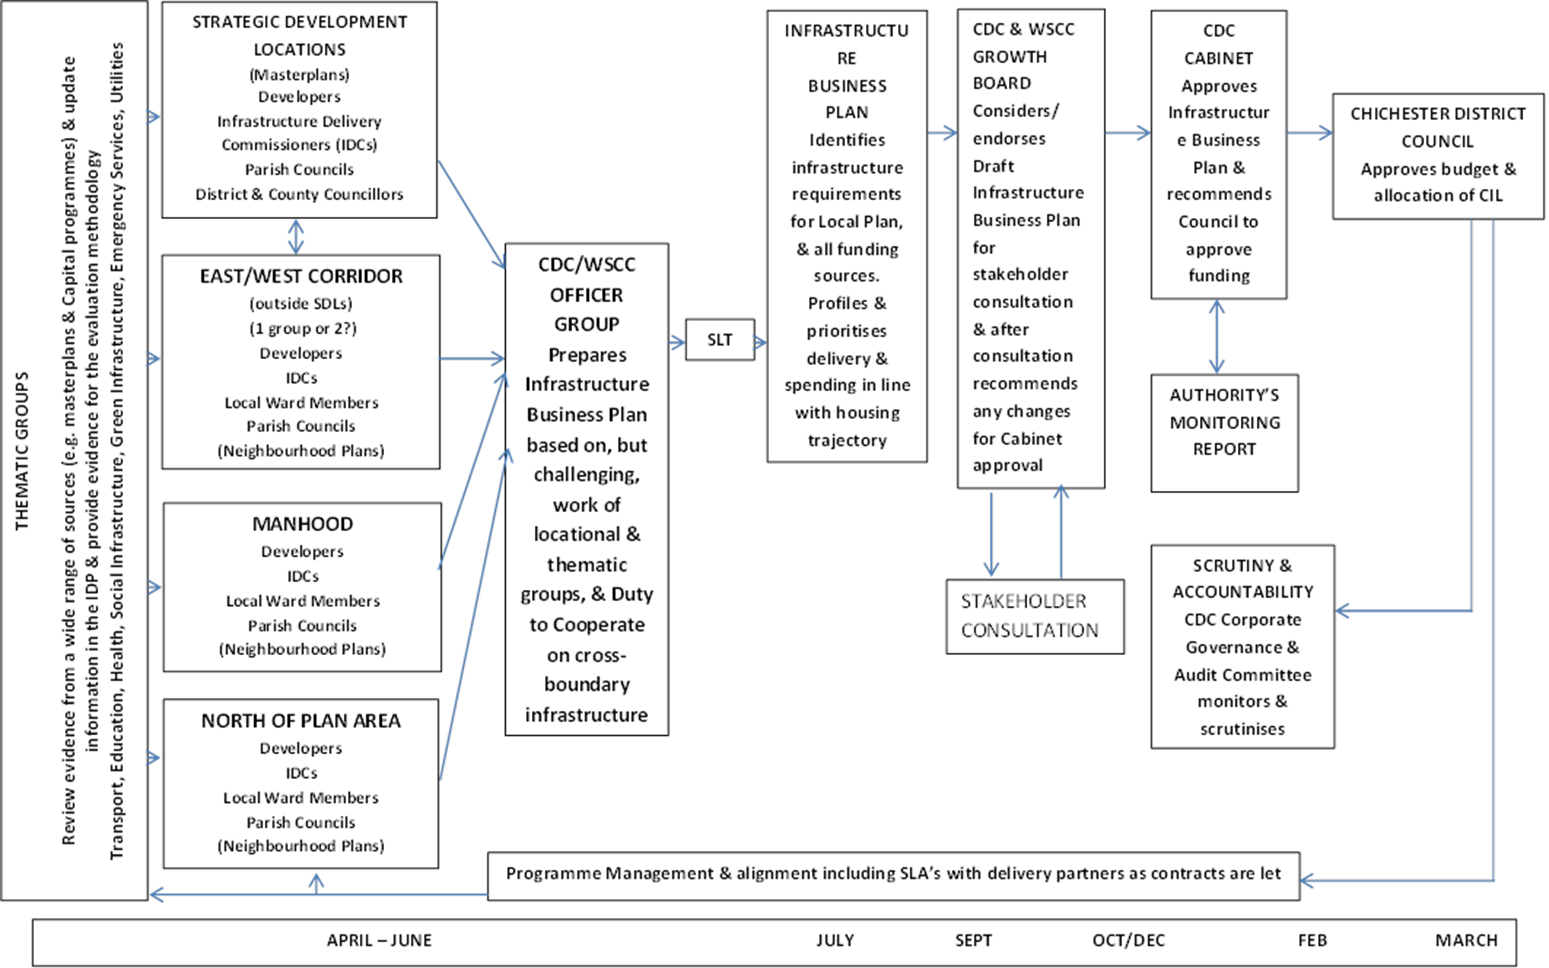 THEMATIC GROUPS
Review evidence from a wide range of sources (e.g. masterplans & Capital programmes) & update
information in the IDP & provide evidence for the evaluation methodology
Transport, Education, Health, Social Infrastructure, Green Infrastructure, Emergency Services, Utilities
STRATEGIC DEVELOPMENT
LOCATIONS
(Masterplans)
Developers
Infrastructure Delivery
Commissioners (IDCs)
Parish Councils
District & County Councillors
EAST/WEST CORRIDOR
(outside SDLs)
(1 group or 2?)
Developers
IDCs
Local Ward Members
Parish Councils
(Neighbourhood Plans)
MANHOOD
Developers
IDCs
Local Ward Members
Parish Councils
(Neighbourhood Plans)
NORTH OF PLAN AREA
Developers
IDCs
Local Ward Members
Parish Councils
(Neighbourhood Plans)
CDC/WSCC
OFFICER
GROUP
Prepares
Infrastructure
Business Plan
based on, but
challenging,
work of
locational &
thematic
groups, & Duty
to Cooperate
on cross-
boundary
infrastructure
SLT
INFRASTRUCTU
RE
BUSINESS
PLAN
Identifies
infrastructure
requirements
for Local Plan,
& all funding
sources.
Profiles &
prioritises
delivery &
spending in line
with housing
trajectory
CDC & WSCC
GROWTH
BOARD
Considers/
endorses
Draft
Infrastructure
Business Plan
for
stakeholder
consultation
& after
consultation
recommends
any changes
for Cabinet
approval
STAKEHOLDER
CONSULTATION
CDC
CABINET
Approves
Infrastructur
e Business
Plan &
recommends
Council to
approve
funding
AUTHORITY'S
MONITORING
REPORT
SCRUTINY &
ACCOUNTABILITY
CDC Corporate
Governance &
Audit Committee
monitors &
scrutinises
CHICHESTER DISTRICT
COUNCIL
Approves budget &
allocation of CIL
Programme Management & alignment including SLA's with delivery partners as contracts are let
APRIL – JUNE JULY SEPT OCT/DEC FEB MARCH